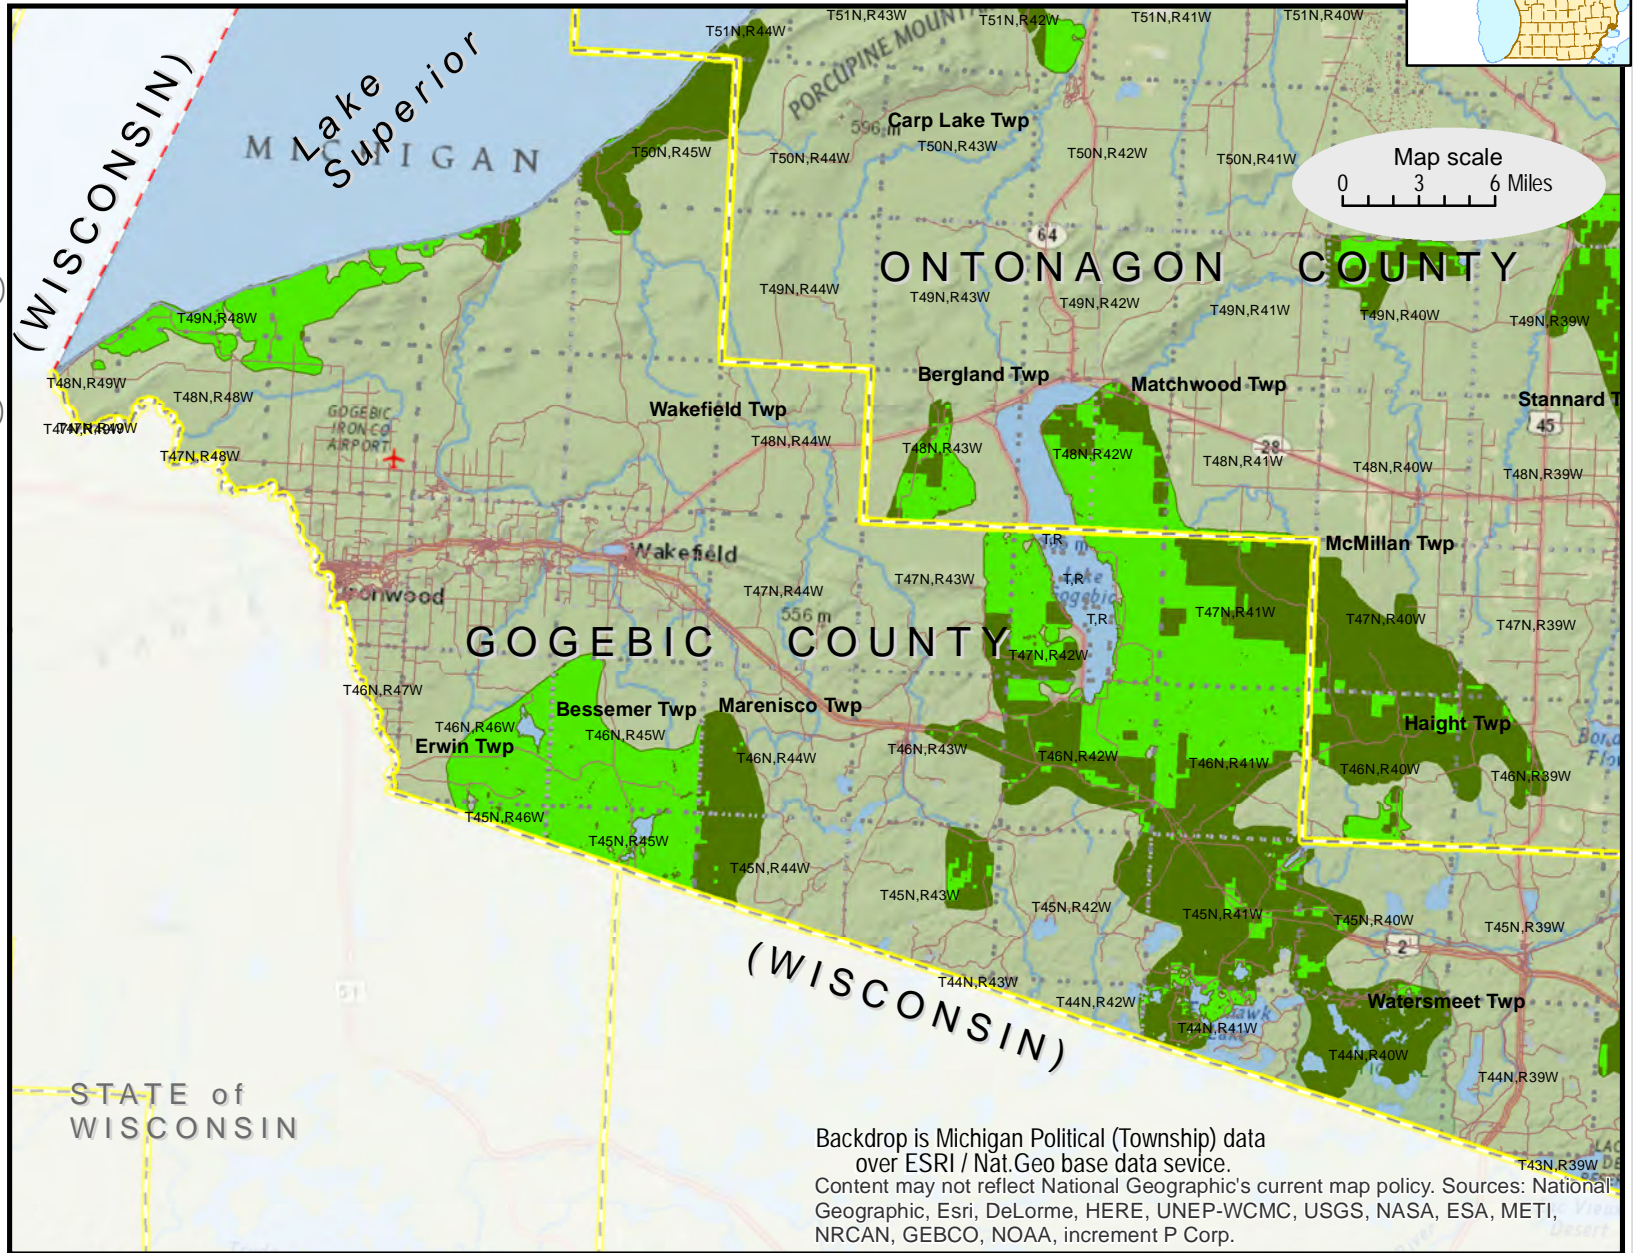 T51N,R43W
T51N,R42W
T51N,R41W
T51N,R40W
T51N,R44W
(WISCONSIN)
Lake
Superior
MICHIGAN
PORCUPINE
596 m
Carp Lake Twp
T50N,R45W
T50N,R44W
T50N,R43W
T50N,R42W
T50N,R41W
Map scale
0 3 6 Miles
64
ONTONAGON COUNTY
T49N,R48W
T49N,R44W
T49N,R43W
T49N,R42W
T49N,R41W
T49N,R40W
T49N,R39W
T48N,R49W
T48N,R48W
Bergland Twp
Matchwood Twp
Stannard T
GOGEBIC
IRON CO
AIRPORT
Wakefield Twp
45
T47N,R49W
T47N,R48W
T48N,R44W
T48N,R43W
T48N,R42W
28
T48N,R41W
T48N,R40W
T48N,R39W
Wakefield
T,R
McMillan Twp
Ironwood
T47N,R44W
T47N,R43W
T,R
Lake
Gogebic
556 m
T,R
T47N,R41W
T47N,R40W
T47N,R39W
GOGEBIC COUNTY
T47N,R42W
T46N,R47W
Bessemer Twp
Marenisco Twp
T46N,R46W
T46N,R45W
Erwin Twp
Haight Twp
T46N,R44W
T46N,R43W
T46N,R42W
T46N,R41W
T46N,R40W
T46N,R39W
T45N,R46W
T45N,R45W
T45N,R44W
T45N,R43W
T45N,R42W
T45N,R41W
T45N,R40W
T45N,R39W
2
(WISCONSIN)
51
T44N,R43W
T44N,R42W
Watersmeet Twp
T44N,R41W
Lake
T44N,R40W
T44N,R39W
STATE of
WISCONSIN
Backdrop is Michigan Political (Township) data
over ESRI / Nat.Geo base data sevice.
T43N,R39W
Content may not reflect National Geographic's current map policy. Sources: National
Geographic, Esri, DeLorme, HERE, UNEP-WCMC, USGS, NASA, ESA, METI,
NRCAN, GEBCO, NOAA, increment P Corp.